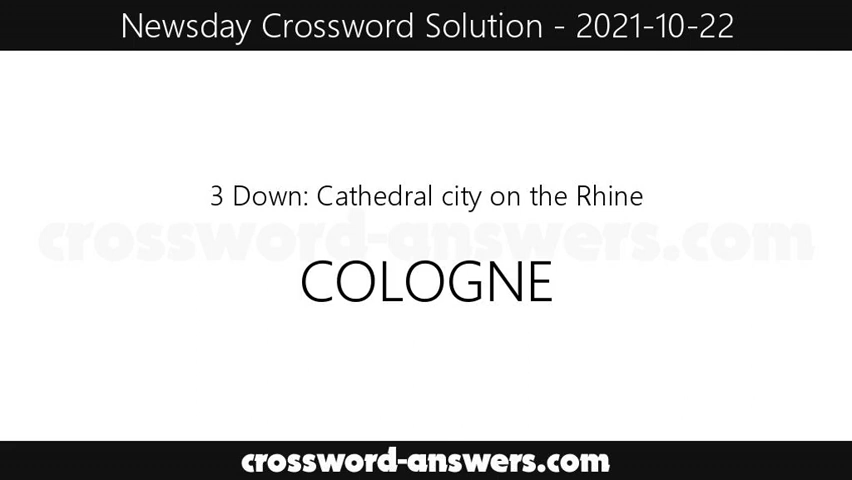 Newsday Crossword Solution - 2021-10-22
3 Down: Cathedral city on the Rhine
crossword-answers.com
COLOGNE
crossword-answers.com